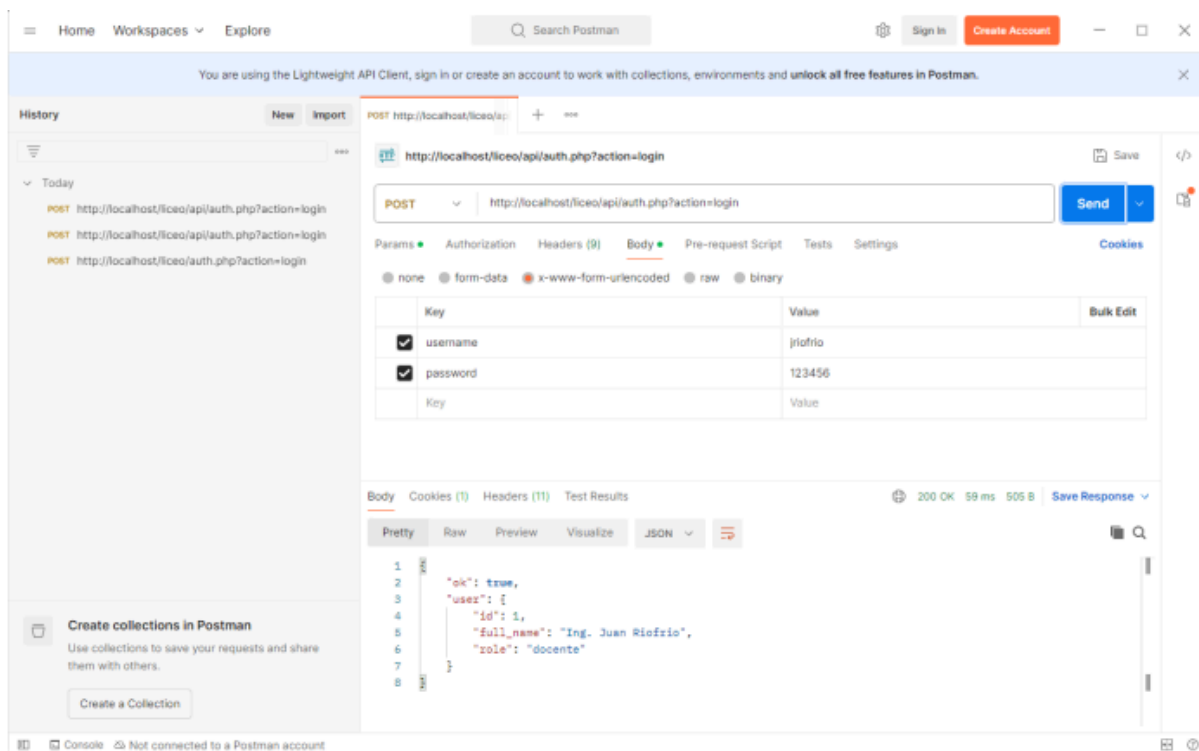 Home Workspaces Explore Search Postman Sign In Create Account
You are using the Lightweight API Client, sign in or create an account to work with collections, environments and unlock all free features in Postman.
History New Import
POST http://localhost/liceo/ap
http://localhost/liceo/api/auth.php?action=login Save
Today
POST http://localhost/liceo/api/auth.php?action=login
POST http://localhost/liceo/api/auth.php?action=login
POST http://localhost/liceo/auth.php?action=login
POST http://localhost/liceo/api/auth.php?action=login Send
Params Authorization Headers (9) Body Pre-request Script Tests Settings Cookies
none form-data x-www-form-urlencoded raw binary
Key Value Bulk Edit
username jriofrio
password 123456
Key Value
Body Cookies (1) Headers (11) Test Results 200 OK 59 ms 505 B Save Response
Pretty Raw Preview Visualize JSON
1 {
2 "ok": true,
3 "user": {
4 "id": 1,
5 "full_name": "Ing. Juan Riofrio",
6 "role": "docente"
7 }
8 }
Create collections in Postman
Use collections to save your requests and share
them with others.
Create a Collection
Console Not connected to a Postman account